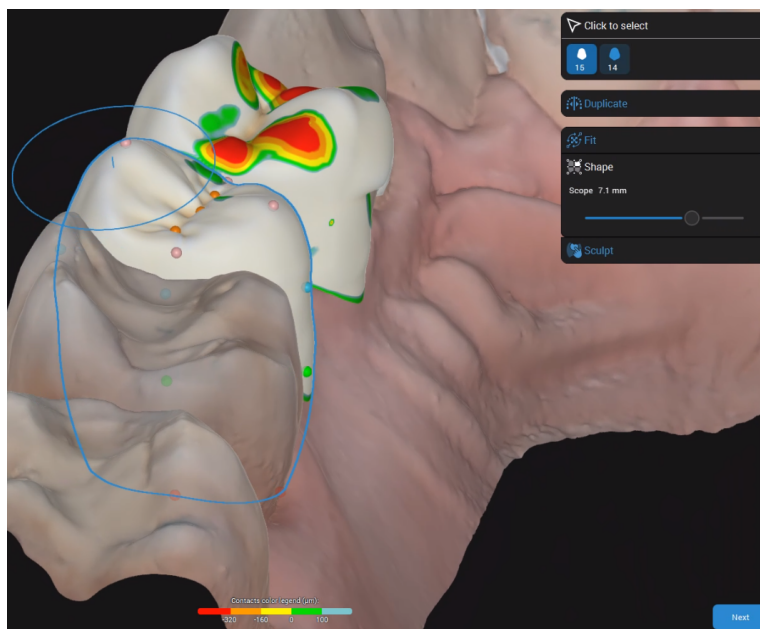 Click to select
15 14
Duplicate
Fit
Shape
Scope 7.1 mm
Sculpt
Contacts color legend (µm):
-320 -160 0 100
Next